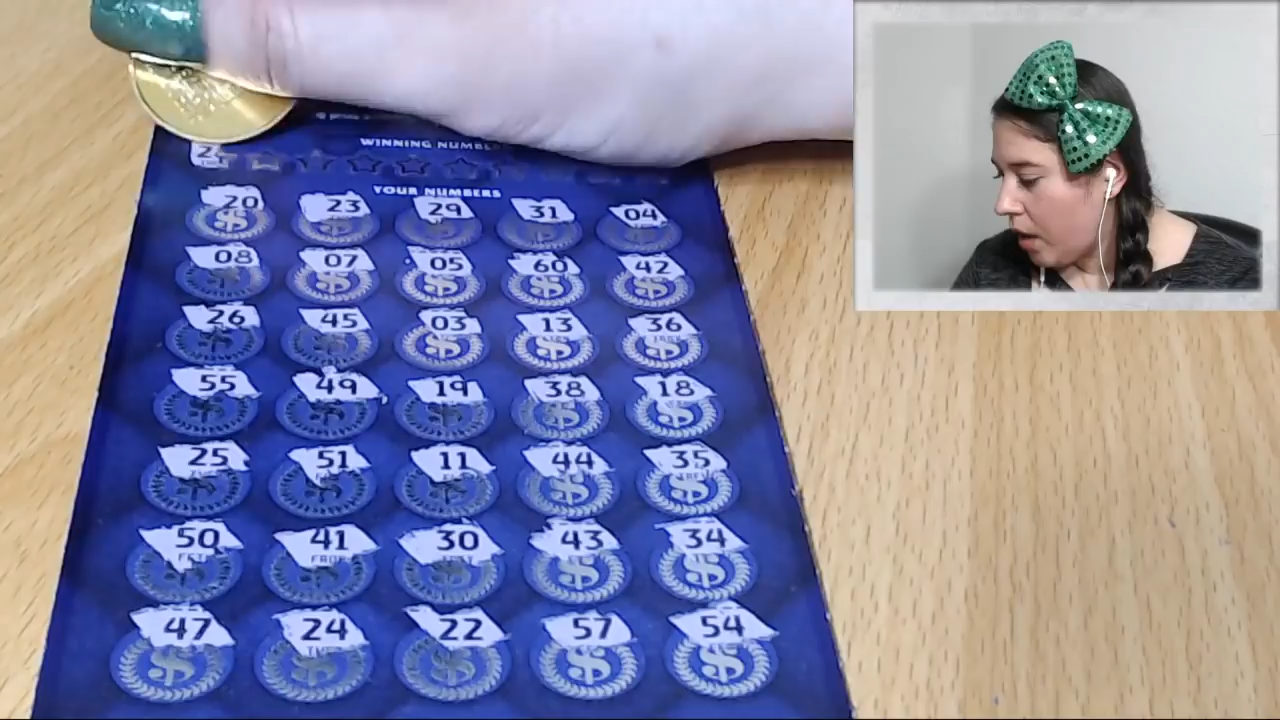 WINNING NUMBE
2
YOUR NUMBERS
20 23 29 31 04
08 07 05 60 42
26 45 03 13 36
55 49 19 38 18
25 51 11 44 35
50 41 30 43 34
47 24 22 57 54